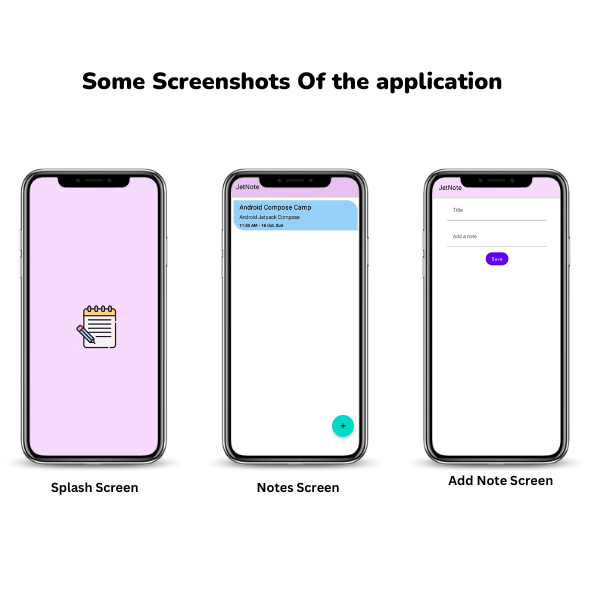 Some Screenshots Of the application
JetNote
Android Compose Camp
Android Jetpack Compose
11:59 AM - 16 Oct, Sun
+
JetNote
Title
Add a note
Save
Splash Screen
Notes Screen
Add Note Screen